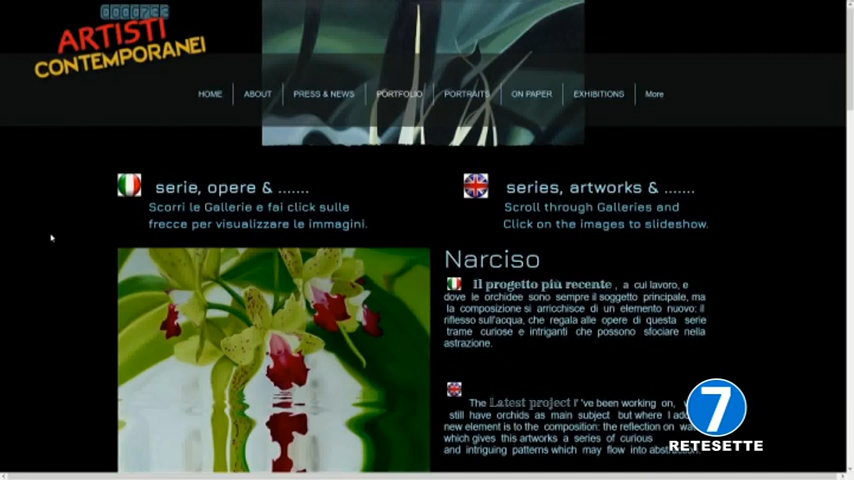 0000733
ARTISTI
CONTEMPORANEI
HOME ABOUT PRESS & NEWS PORTFOLIO PORTRAITS ON PAPER EXHIBITIONS More
serie, opere & .......
Scorri le Gallerie e fai click sulle
frecce per visualizzare le immagini.
series, artworks & .......
Scroll through Galleries and
Click on the images to slideshow.
Narciso
Il progetto più recente , a cui lavoro, e
dove le orchidee sono sempre il soggetto principale, ma
la composizione si arricchisce di un elemento nuovo: il
riflesso sull'acqua, che regala alle opere di questa serie
trame curiose e intriganti che possono sfociare nella
astrazione.
The Latest project I 've been working on,
still have orchids as main subject but where I
new element is to the composition: the reflection on
which gives this artworks a series of curious
and intriguing patterns which may flow into
7
RETESETTE